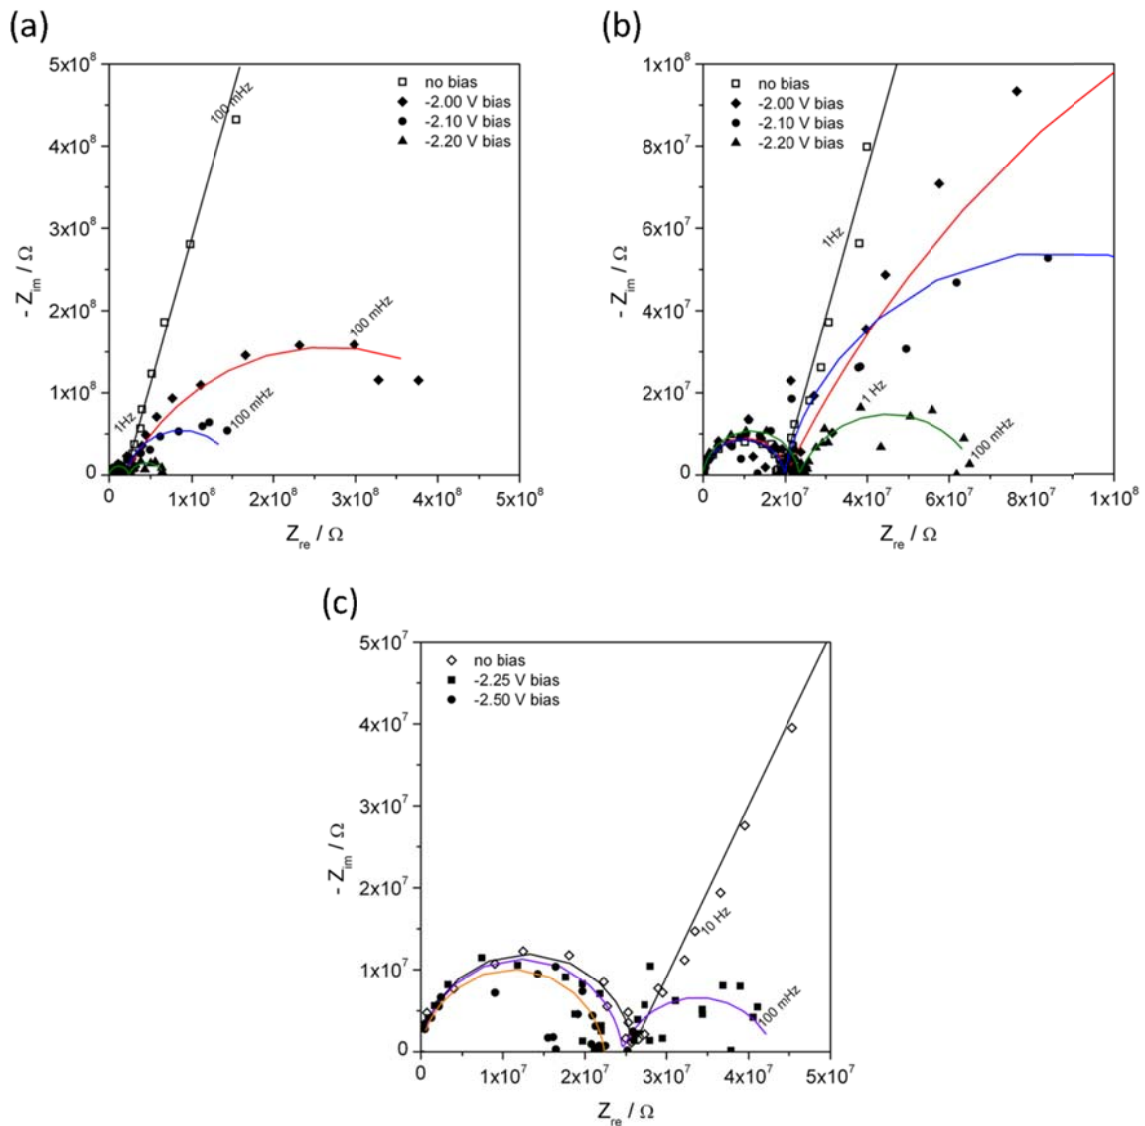 (a)
5x10⁸
4x10⁸
3x10⁸
2x10⁸
1x10⁸
0
- Z_im / Ω
no bias
-2.00 V bias
-2.10 V bias
-2.20 V bias
100 mHz
1Hz
100 mHz
100 mHz
0
1x10⁸
2x10⁸
3x10⁸
4x10⁸
5x10⁸
Z_re / Ω
(b)
1x10⁸
8x10⁷
6x10⁷
4x10⁷
2x10⁷
0
- Z_im / Ω
no bias
-2.00 V bias
-2.10 V bias
-2.20 V bias
1Hz
1 Hz
100 mHz
0
2x10⁷
4x10⁷
6x10⁷
8x10⁷
1x10⁸
Z_re / Ω
(c)
5x10⁷
4x10⁷
3x10⁷
2x10⁷
1x10⁷
0
- Z_im / Ω
no bias
-2.25 V bias
-2.50 V bias
10 Hz
100 mHz
0
1x10⁷
2x10⁷
3x10⁷
4x10⁷
5x10⁷
Z_re / Ω